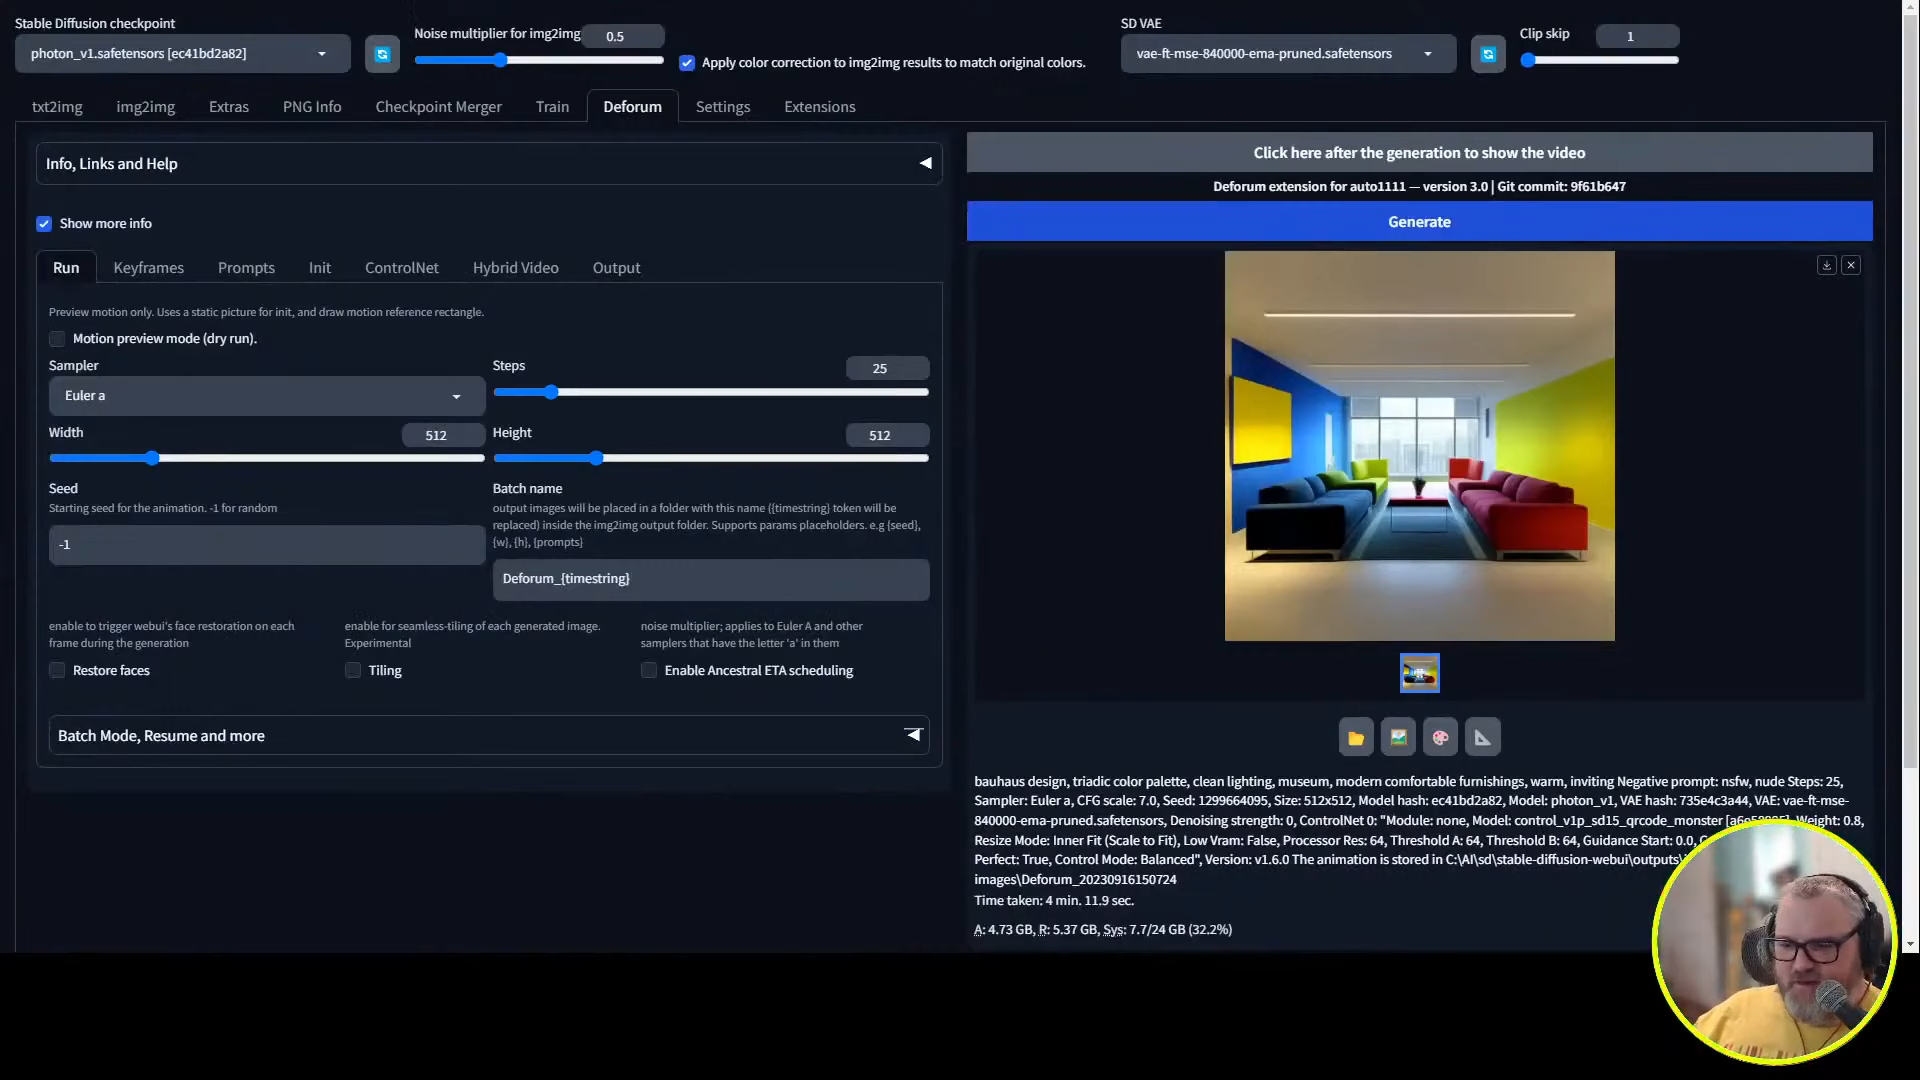 Stable Diffusion checkpoint
photon_v1.safetensors [ec41bd2a82]
Noise multiplier for img2img
0.5
Apply color correction to img2img results to match original colors.
SD VAE
vae-ft-mse-840000-ema-pruned.safetensors
Clip skip
1
txt2img
img2img
Extras
PNG Info
Checkpoint Merger
Train
Deforum
Settings
Extensions
Info, Links and Help
Show more info
Run
Keyframes
Prompts
Init
ControlNet
Hybrid Video
Output
Preview motion only. Uses a static picture for init, and draw motion reference rectangle.
Motion preview mode (dry run).
Sampler
Euler a
Steps
25
Width
512
Height
512
Seed
Starting seed for the animation. -1 for random
-1
Batch name
output images will be placed in a folder with this name ({timestring} token will be
replaced) inside the img2img output folder. Supports params placeholders. e.g {seed},
{w}, {h}, {prompts}
Deforum_{timestring}
enable to trigger webui's face restoration on each
frame during the generation
Restore faces
enable for seamless-tiling of each generated image.
Experimental
Tiling
noise multiplier; applies to Euler A and other
samplers that have the letter 'a' in them
Enable Ancestral ETA scheduling
Batch Mode, Resume and more
Click here after the generation to show the video
Deforum extension for auto1111 — version 3.0 | Git commit: 9f61b647
Generate
bauhaus design, triadic color palette, clean lighting, museum, modern comfortable furnishings, warm, inviting Negative prompt: nsfw, nude Steps: 25,
Sampler: Euler a, CFG scale: 7.0, Seed: 1299664095, Size: 512x512, Model hash: ec41bd2a82, Model: photon_v1, VAE hash: 735e4c3a44, VAE: vae-ft-mse-
840000-ema-pruned.safetensors, Denoising strength: 0, ControlNet 0: "Module: none, Model: control_v1p_sd15_qrcode_monster Weight: 0.8,
Resize Mode: Inner Fit (Scale to Fit), Low Vram: False, Processor Res: 64, Threshold A: 64, Threshold B: 64, Guidance Start: 0.0,
Perfect: True, Control Mode: Balanced", Version: v1.6.0 The animation is stored in C:\AI\sd\stable-diffusion-webui\outputs\
images\Deforum_20230916150724
Time taken: 4 min. 11.9 sec.
A: 4.73 GB, R: 5.37 GB, Sys: 7.7/24 GB (32.2%)